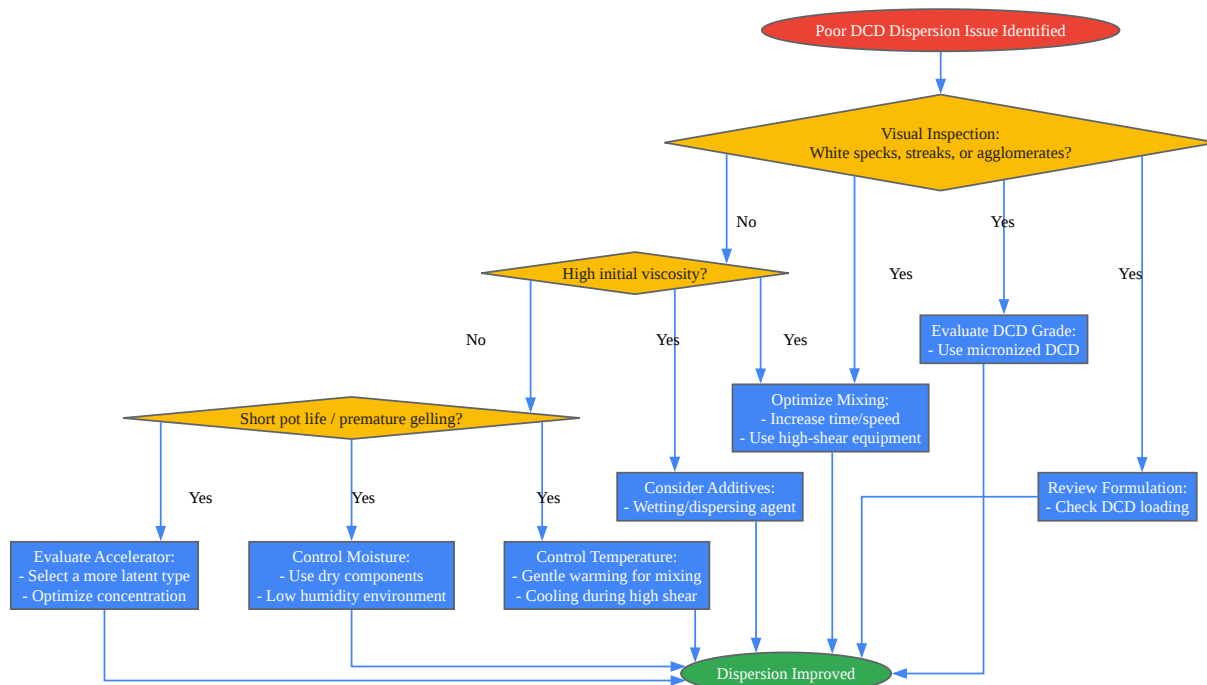 Poor DCD Dispersion Issue Identified
Visual Inspection:
White specks, streaks, or agglomerates?
No
Yes
Yes
Yes
High initial viscosity?
Evaluate DCD Grade:
- Use micronized DCD
No
Yes
Yes
Optimize Mixing:
- Increase time/speed
- Use high-shear equipment
Short pot life / premature gelling?
Consider Additives:
- Wetting/dispersing agent
Review Formulation:
- Check DCD loading
Yes
Yes
Yes
Evaluate Accelerator:
- Select a more latent type
- Optimize concentration
Control Moisture:
- Use dry components
- Low humidity environment
Control Temperature:
- Gentle warming for mixing
- Cooling during high shear
Dispersion Improved